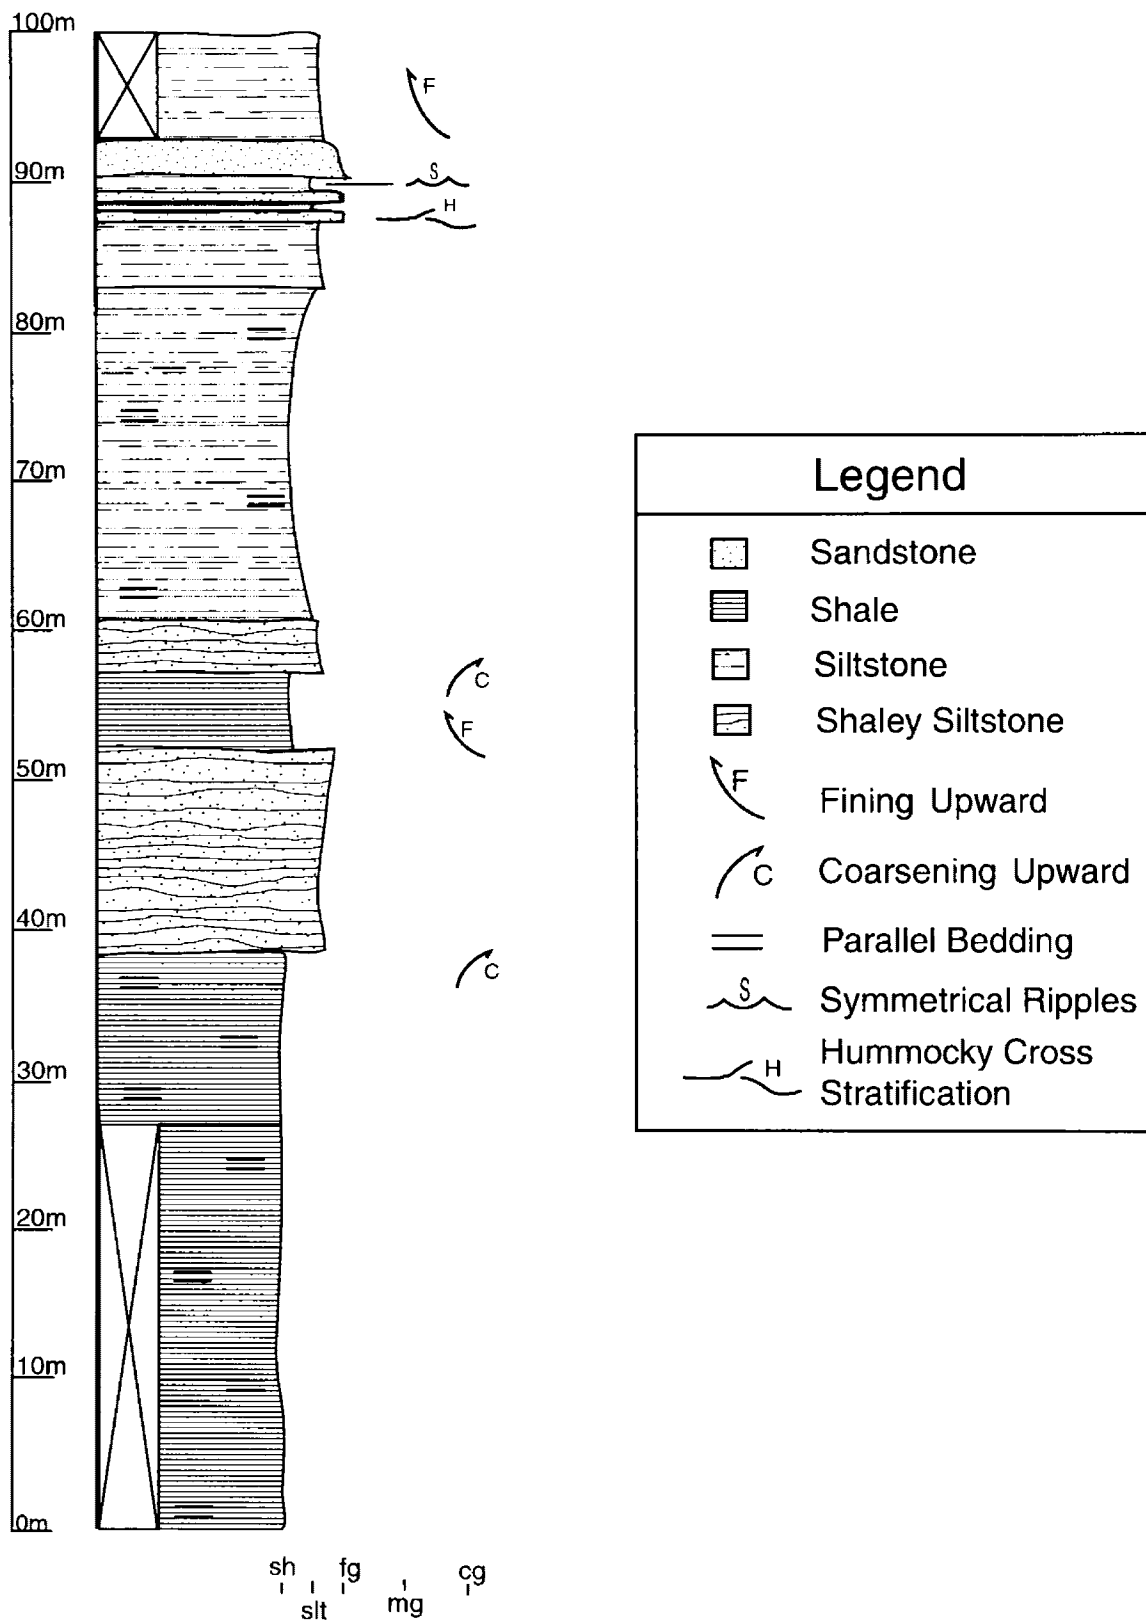 100m
90m
80m
70m
60m
50m
40m
30m
20m
10m
0m
F
S
H
C
F
C
sh
slt
fg
mg
cg
Legend
Sandstone
Shale
Siltstone
Shaley Siltstone
F
Fining Upward
C
Coarsening Upward
Parallel Bedding
S
Symmetrical Ripples
H
Hummocky Cross
Stratification